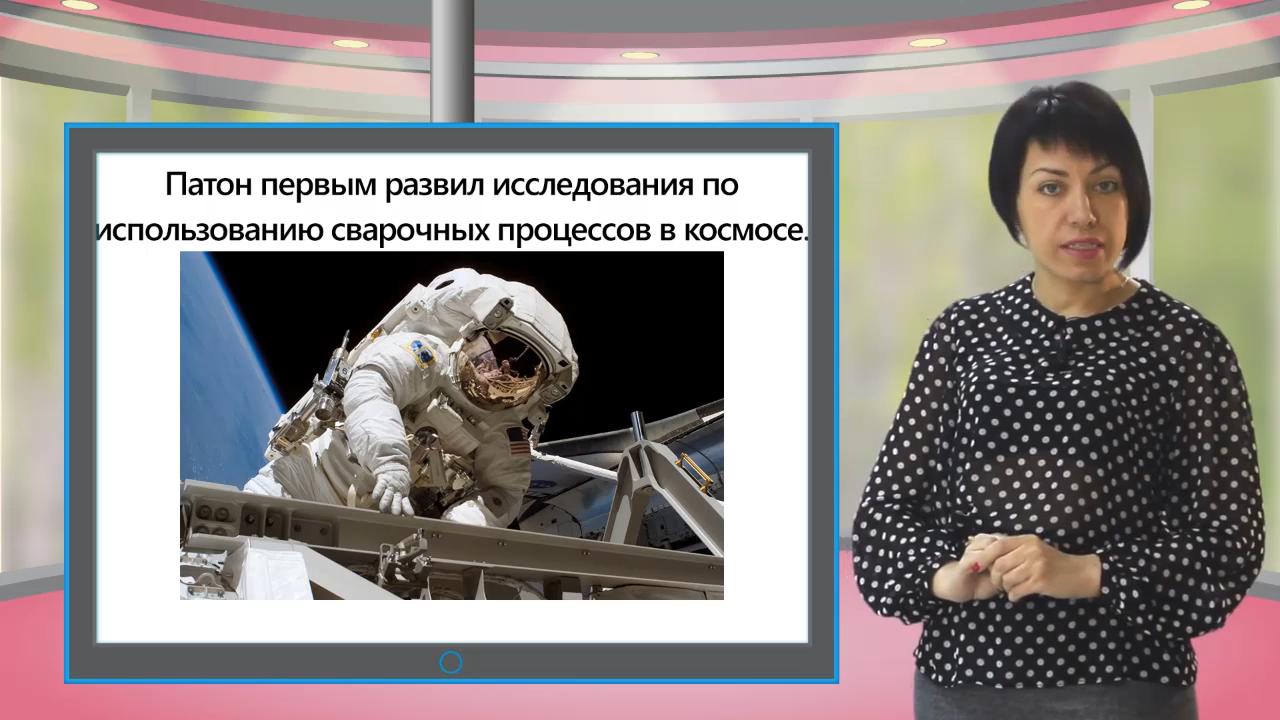 Патон первым развил исследования по
использованию сварочных процессов в космосе.